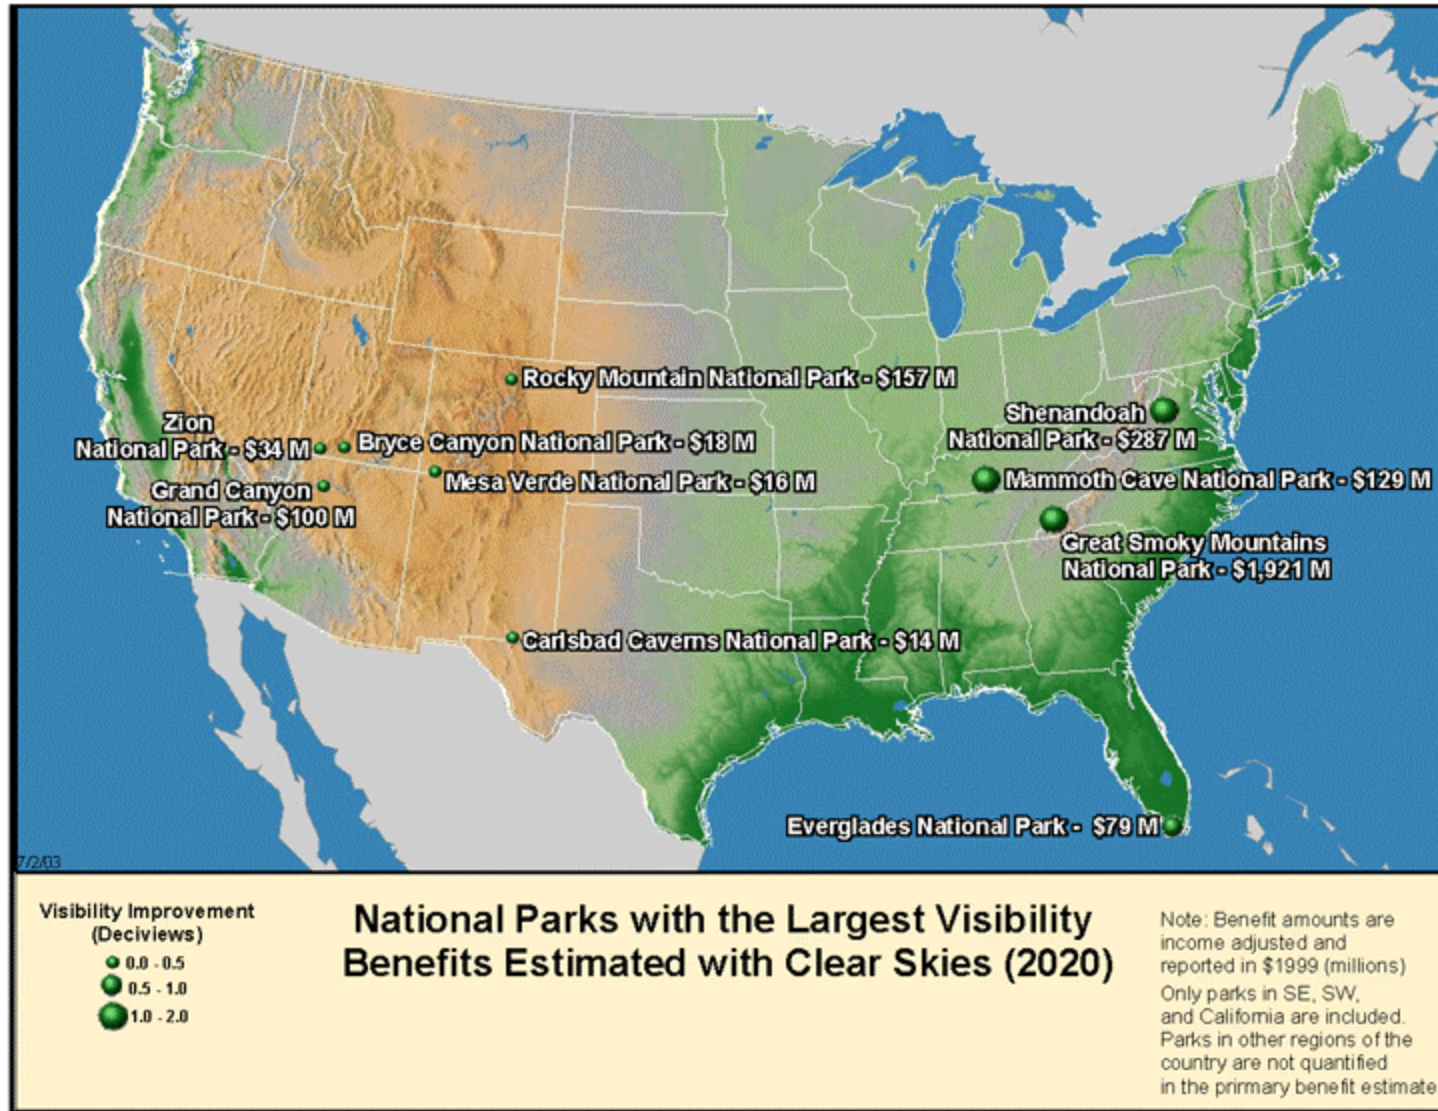 Rocky Mountain National Park - $157 M
Zion
National Park - $34 M
Bryce Canyon National Park - $18 M
Mesa Verde National Park - $16 M
Grand Canyon
National Park - $100 M
Shenandoah
National Park - $287 M
Mammoth Cave National Park - $129 M
Great Smoky Mountains
National Park - $1,921 M
Carlsbad Caverns National Park - $14 M
Everglades National Park - $79 M
7/2/03
Visibility Improvement
(Deciviews)
0.0 - 0.5
0.5 - 1.0
1.0 - 2.0
National Parks with the Largest Visibility
Benefits Estimated with Clear Skies (2020)
Note: Benefit amounts are
income adjusted and
reported in $1999 (millions)
Only parks in SE, SW,
and California are included.
Parks in other regions of the
country are not quantified
in the prirmary benefit estimate